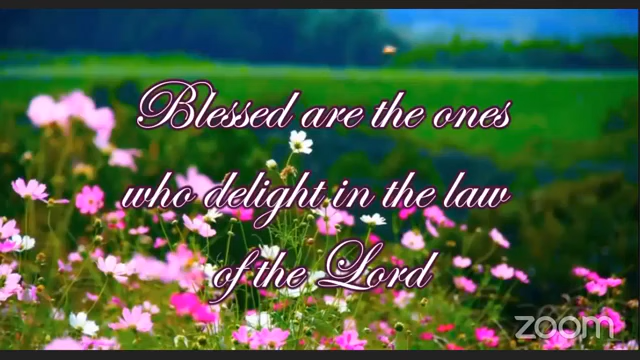 Blessed are the ones
who delight in the law
of the Lord
zoom